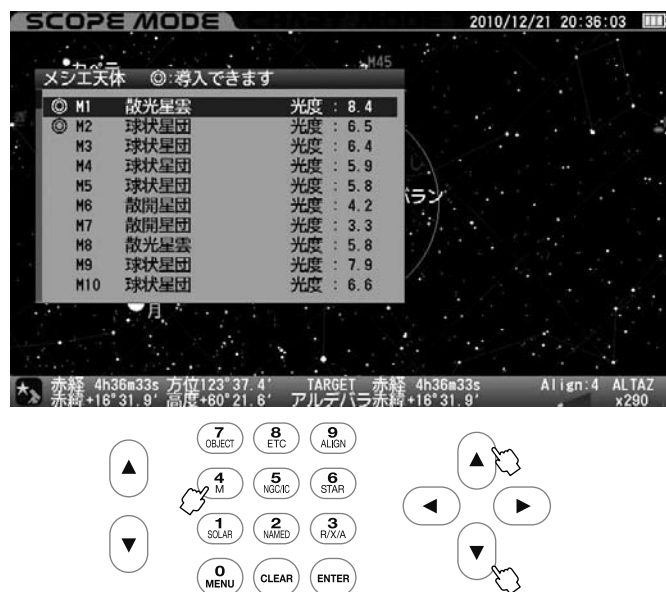 SCOPE MODE CHART MODE 2010/12/21 20:36:03
カペラ M45
メシエ天体 ◎:導入できます
◎ M1 散光星雲 光度 : 8.4
◎ M2 球状星団 光度 : 6.5
M3 球状星団 光度 : 6.4
M4 球状星団 光度 : 5.9
M5 球状星団 光度 : 5.8
M6 散開星団 光度 : 4.2
M7 散開星団 光度 : 3.3
M8 散光星雲 光度 : 5.8
M9 球状星団 光度 : 7.9
M10 球状星団 光度 : 6.6
バラン
月
赤経 4h36m33s 方位123°37.4' TARGET 赤経 4h36m33s Align:4 ALTAZ
赤緯+16°31.9' 高度+60°21.6' アルデバラ赤緯+16°31.9' x290
7 8 9
OBJECT ETC ALIGN
4 5 6
M NGC/IC STAR
1 2 3
SOLAR NAMED R/X/A
0
MENU CLEAR ENTER